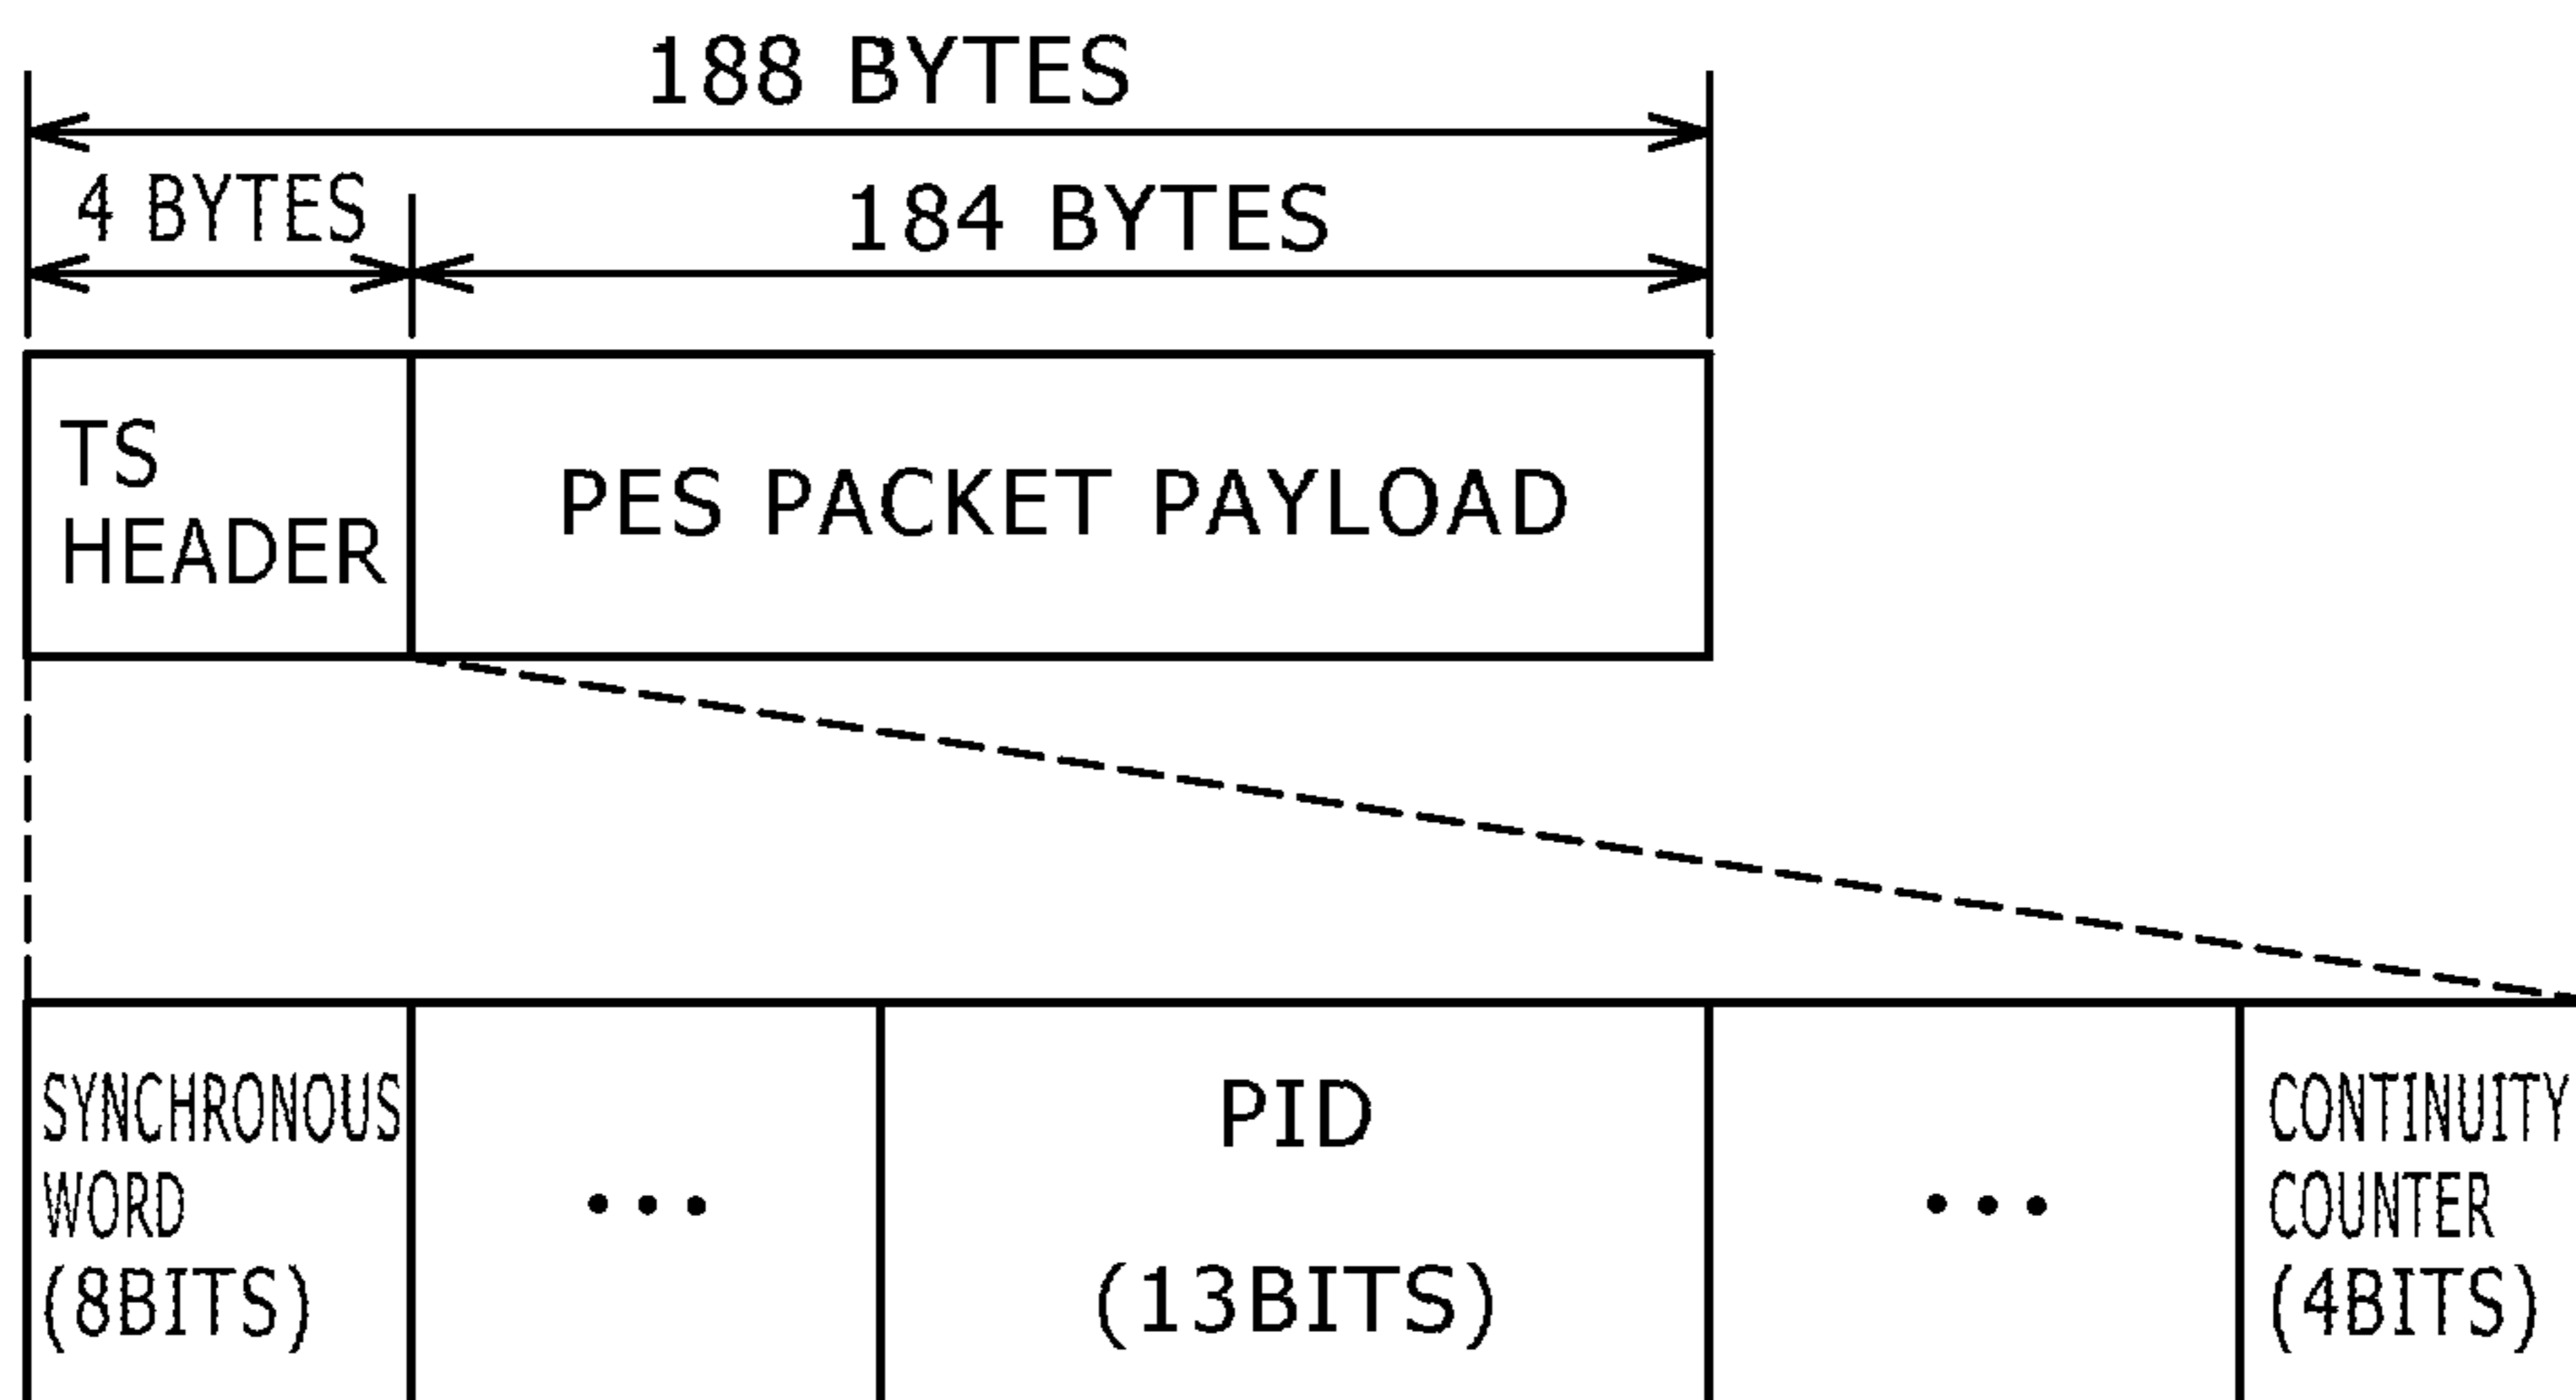 188 BYTES
4 BYTES
184 BYTES
TS
HEADER
PES PACKET PAYLOAD
SYNCHRONOUS
WORD
(8BITS)
•••
PID
(13BITS)
•••
CONTINUITY
COUNTER
(4BITS)